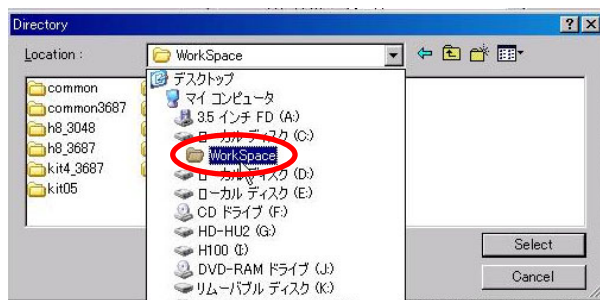 Directory
Location :
WorkSpace
common
common3687
h8_3048
h8_3687
kit4_3687
kit05
デスクトップ
マイ コンピュータ
3.5 インチ FD (A:)
ローカル ディスク (C:)
WorkSpace
ローカル ディスク (D:)
ローカル ディスク (E:)
CD ドライブ (F:)
HD-HU2 (G:)
H100 (I:)
DVD-RAM ドライブ (J:)
リムーバブル ディスク (K:)
Select
Cancel